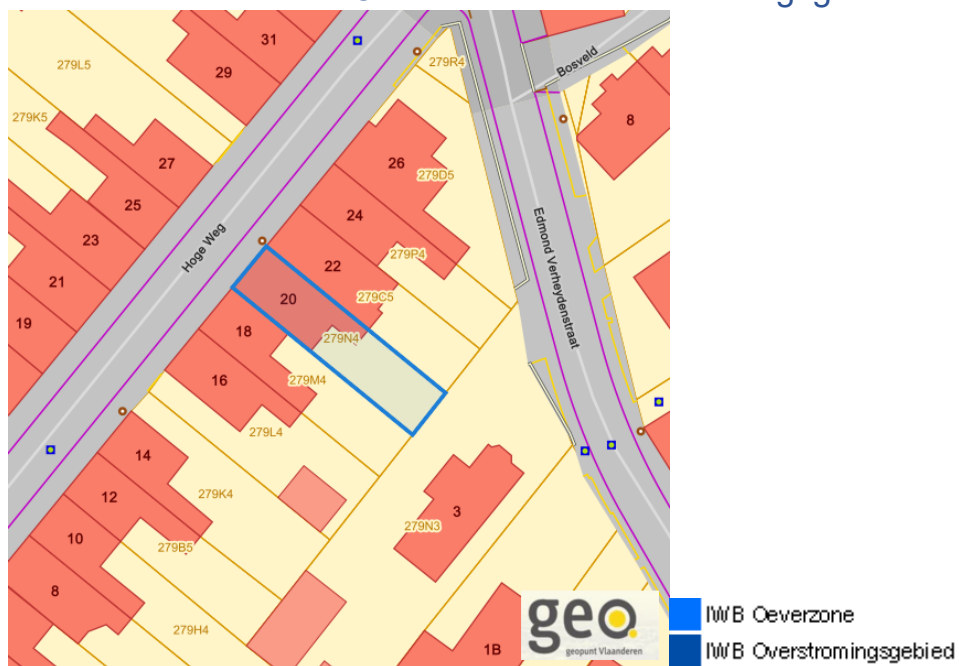 31
279L5
29
279R4
Bosveld
279K5
8
27
26
279D5
25
24
23
Hoge Weg
Edmond Verheydenstraat
279P4
22
21
279C5
20
19
18
279N4
16
279M4
279L4
14
279K4
12
3
279N3
10
279B5
8
279H4
1B
geo.
geopunt Vlaanderen
IWB Oeverzone
IWB Overstromingsgebied